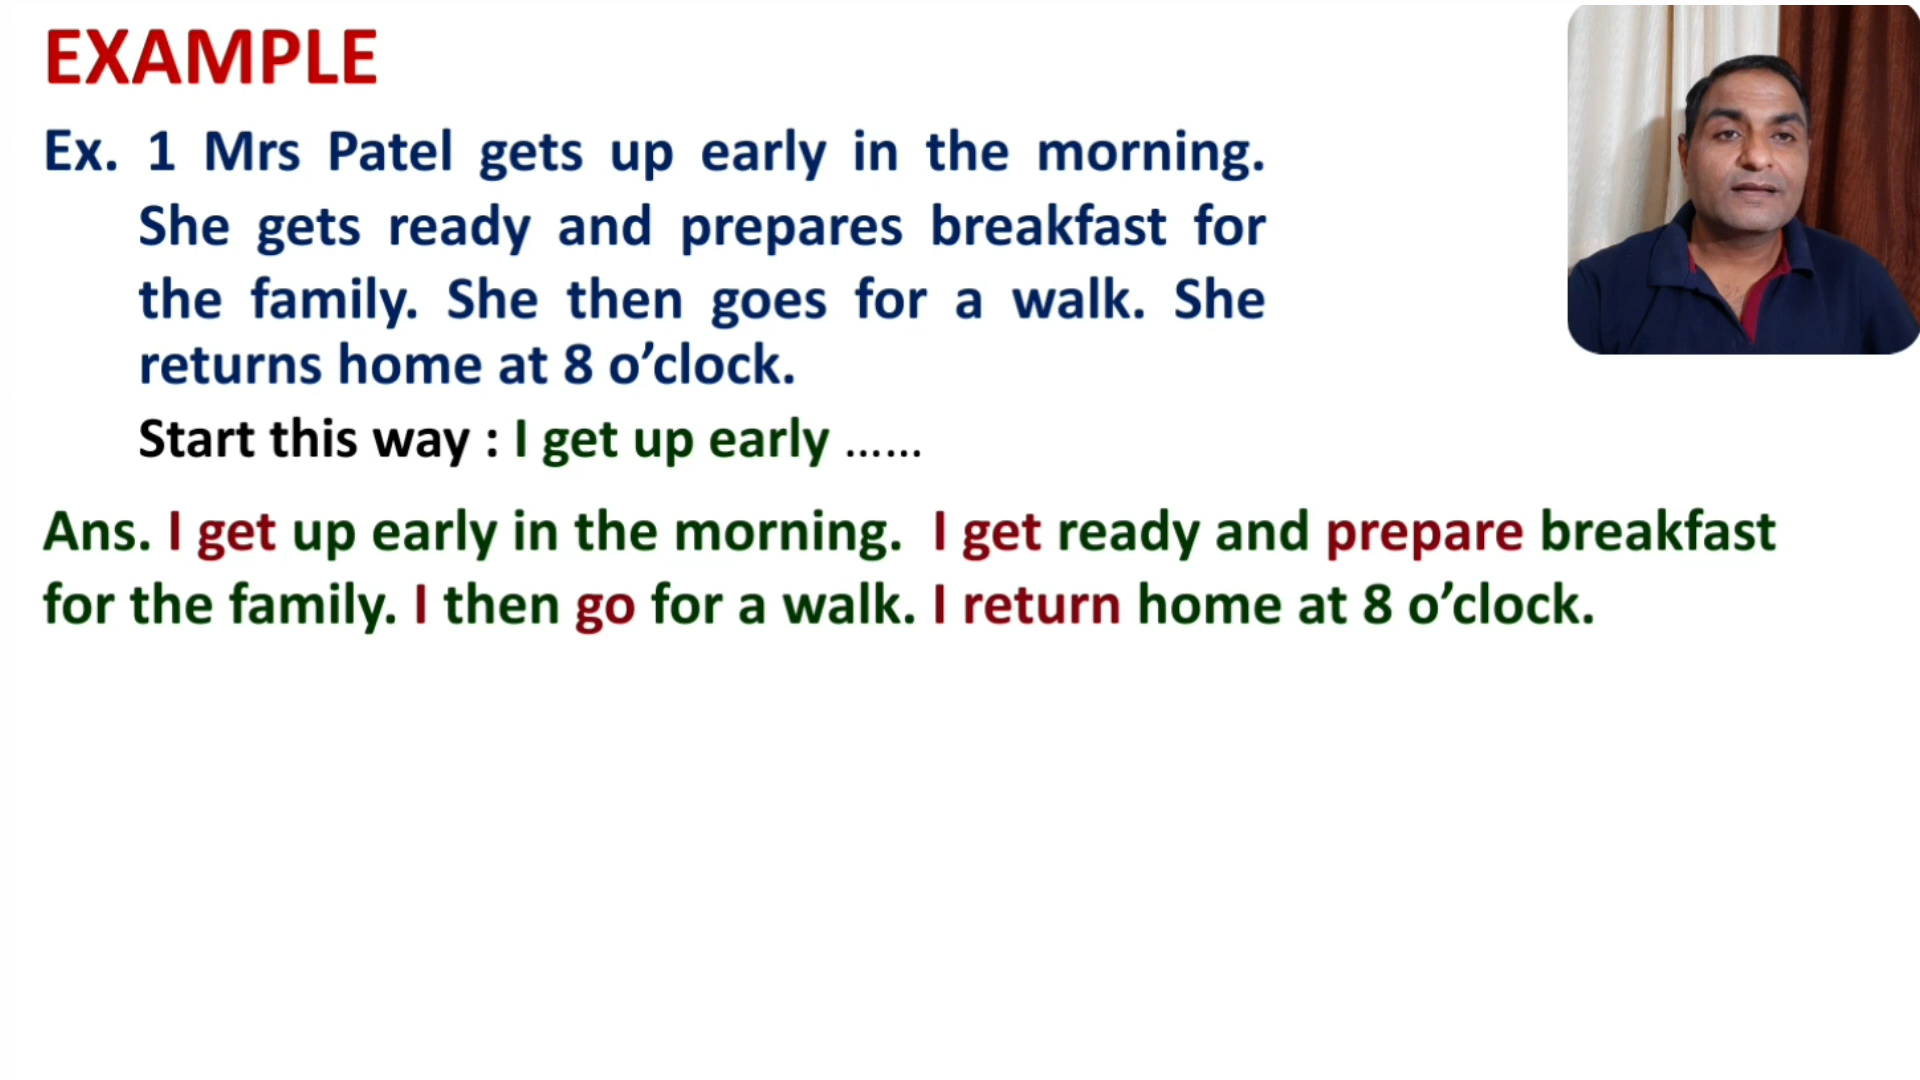 EXAMPLE
Ex. 1 Mrs Patel gets up early in the morning.
She gets ready and prepares breakfast for
the family. She then goes for a walk. She
returns home at 8 o’clock.
Start this way : I get up early ......
Ans. I get up early in the morning. I get ready and prepare breakfast
for the family. I then go for a walk. I return home at 8 o’clock.